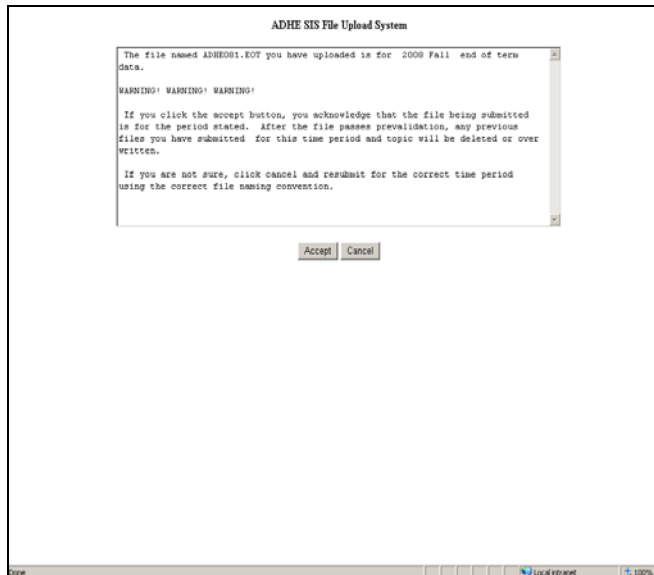 ADHE SIS File Upload System
The file named ADHE081.EOT you have uploaded is for 2008 Fall end of term
data.
WARNING! WARNING! WARNING!
If you click the accept button, you acknowledge that the file being submitted
is for the period stated. After the file passes prevalidation, any previous
files you have submitted for this time period and topic will be deleted or over
written.
If you are not sure, click cancel and resubmit for the correct time period
using the correct file naming convention.
Accept Cancel
Done Local intranet 100%